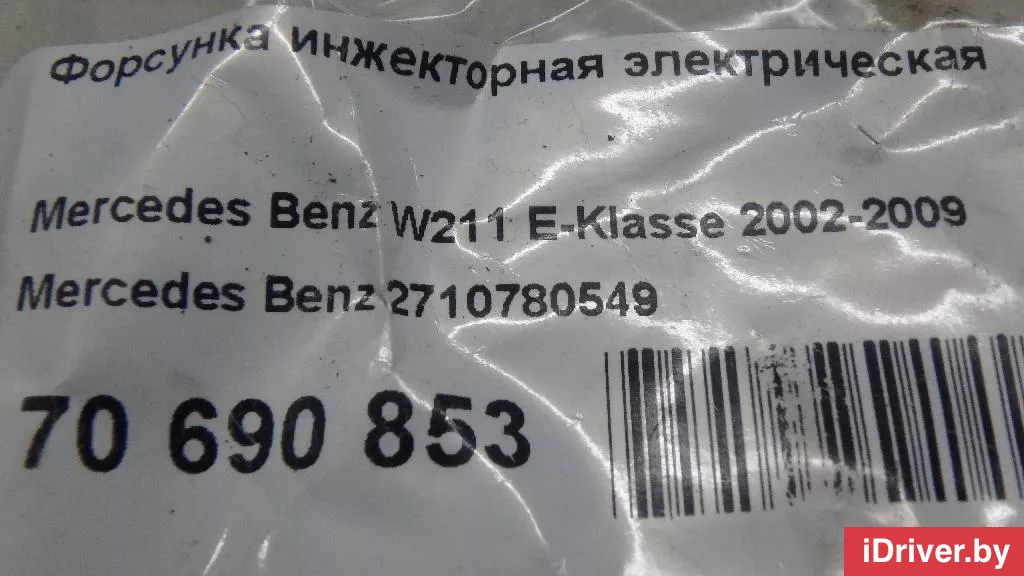 Форсунка инжекторная электрическая
Mercedes Benz W211 E-Klasse 2002-2009
Mercedes Benz 2710780549
70 690 853
iDriver.by